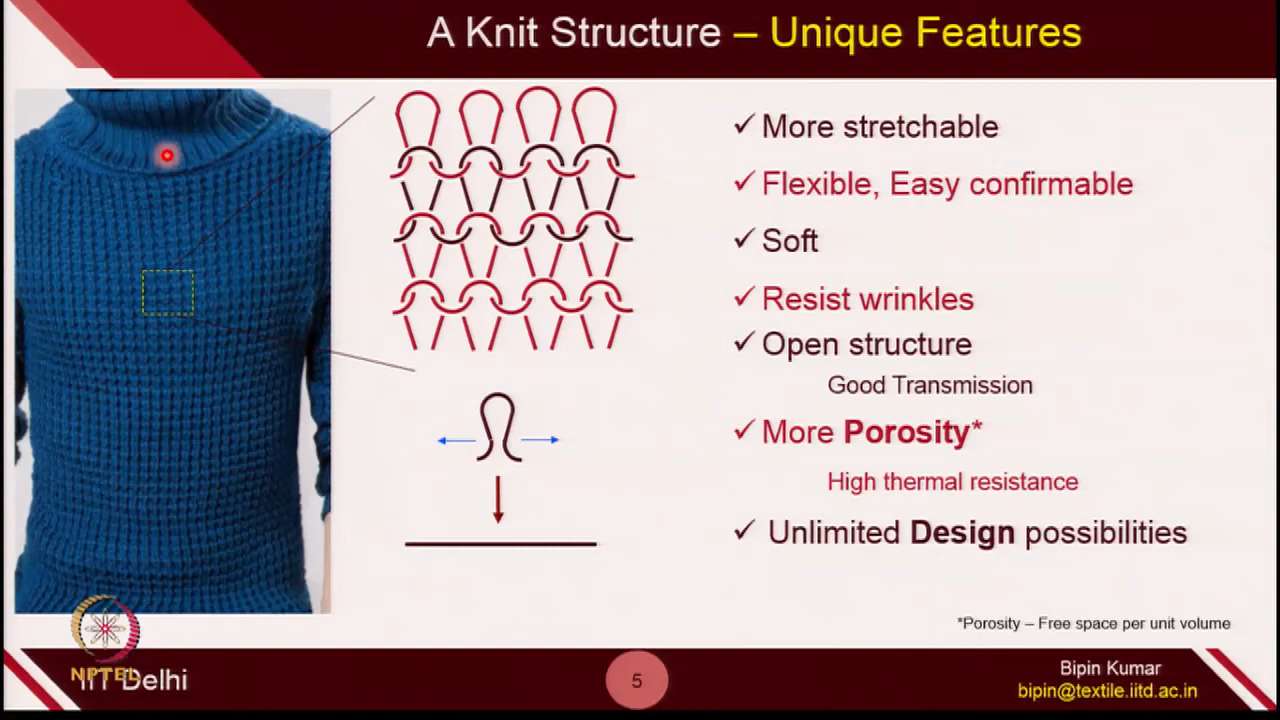 A Knit Structure – Unique Features
✓ More stretchable
✓ Flexible, Easy confirmable
✓ Soft
✓ Resist wrinkles
✓ Open structure
Good Transmission
✓ More Porosity*
High thermal resistance
✓ Unlimited Design possibilities
*Porosity – Free space per unit volume
NPTEL
IIT Delhi
5
Bipin Kumar
bipin@textile.iitd.ac.in